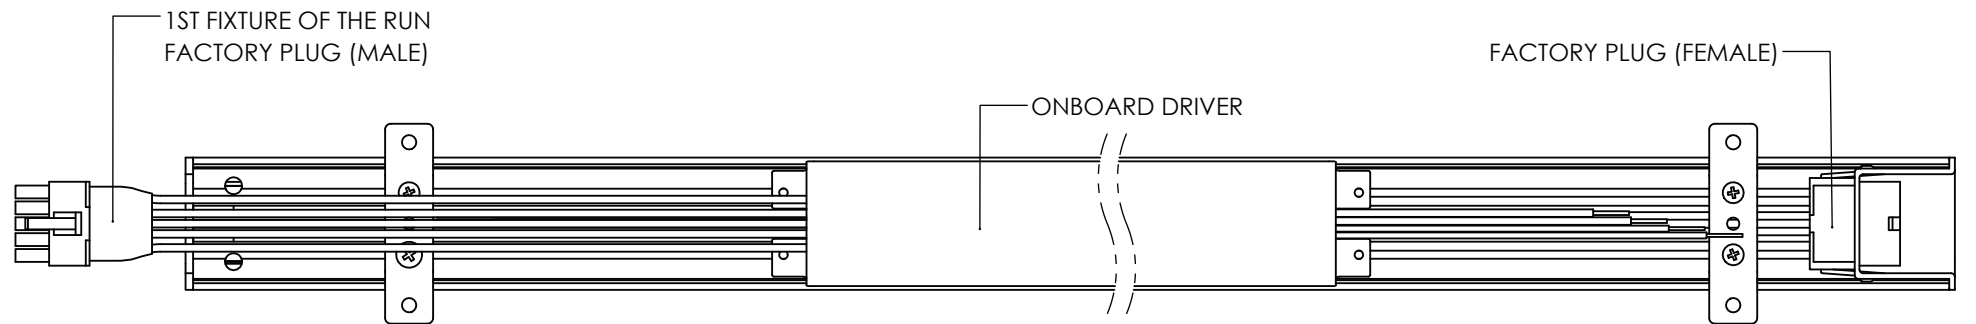 1ST FIXTURE OF THE RUN
FACTORY PLUG (MALE)
FACTORY PLUG (FEMALE)
ONBOARD DRIVER